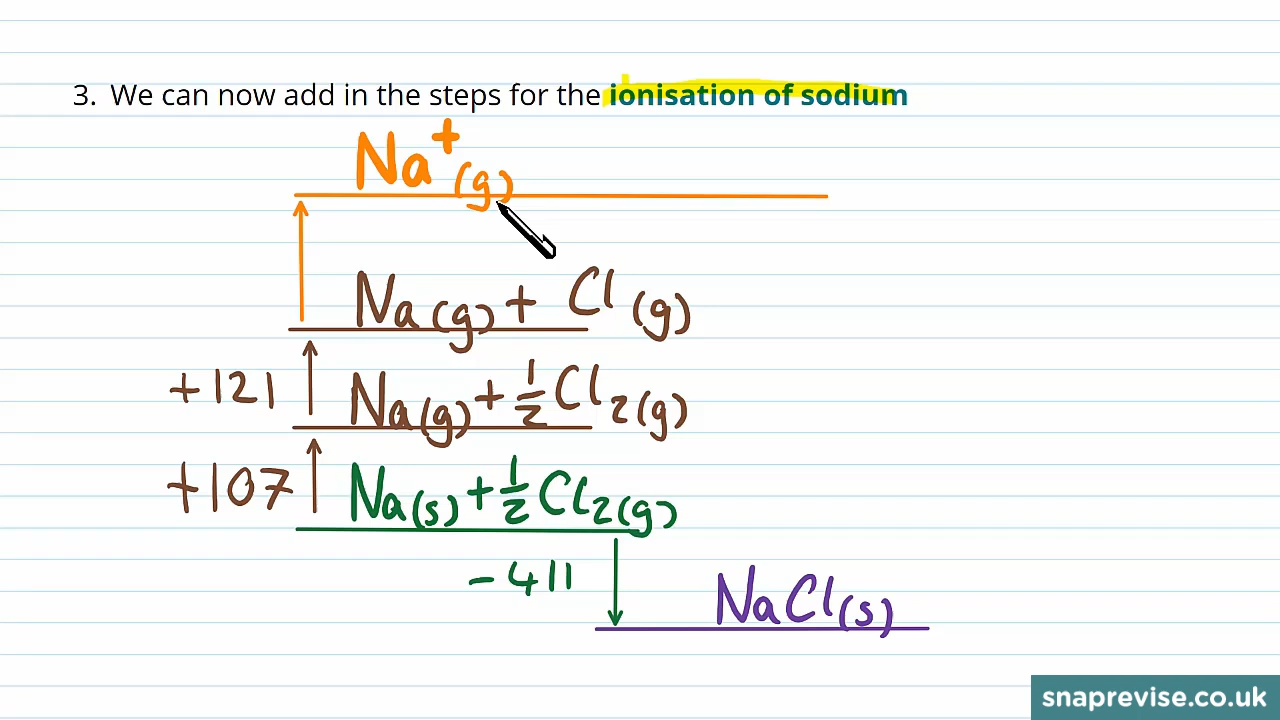 3. We can now add in the steps for the ionisation of sodium
Na⁺(g)
Na(g) + Cl(g)
+121 Na(g) + ½Cl₂(g)
+107 Na(s) + ½Cl₂(g)
-411
NaCl(s)
snaprevise.co.uk